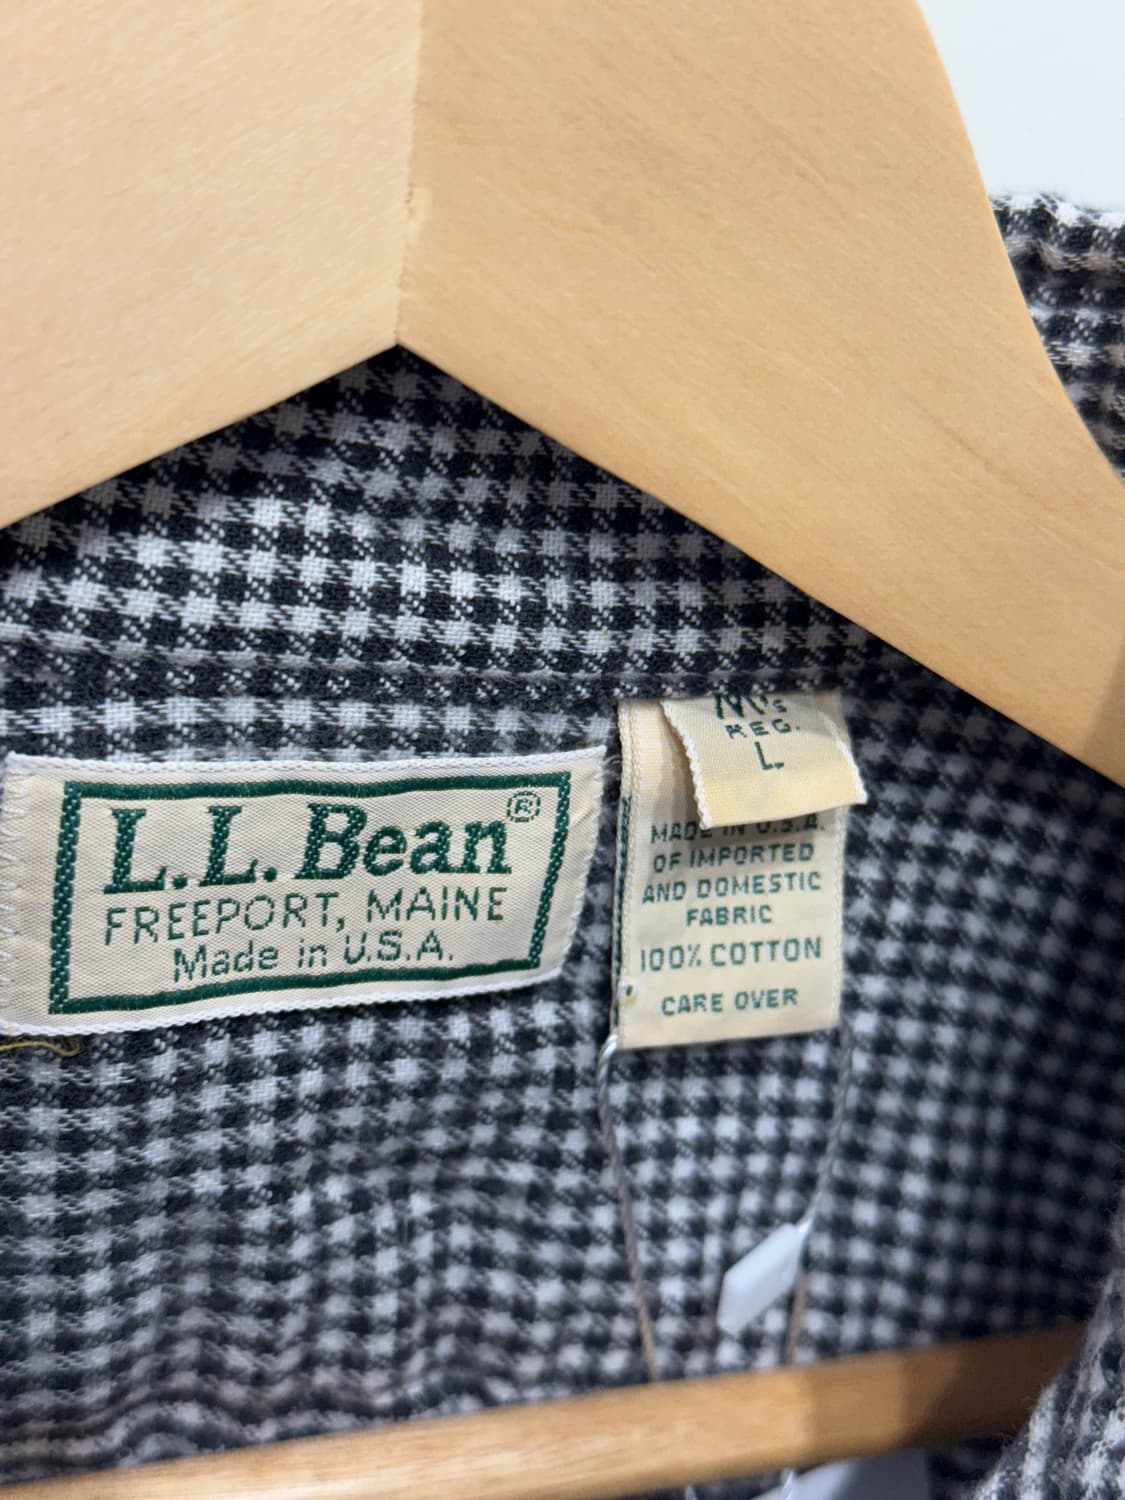 L.L.Bean®
FREEPORT, MAINE
Made in U.S.A.
REG.
L
MADE IN U.S.A.
OF IMPORTED
AND DOMESTIC
FABRIC
100% COTTON
CARE OVER